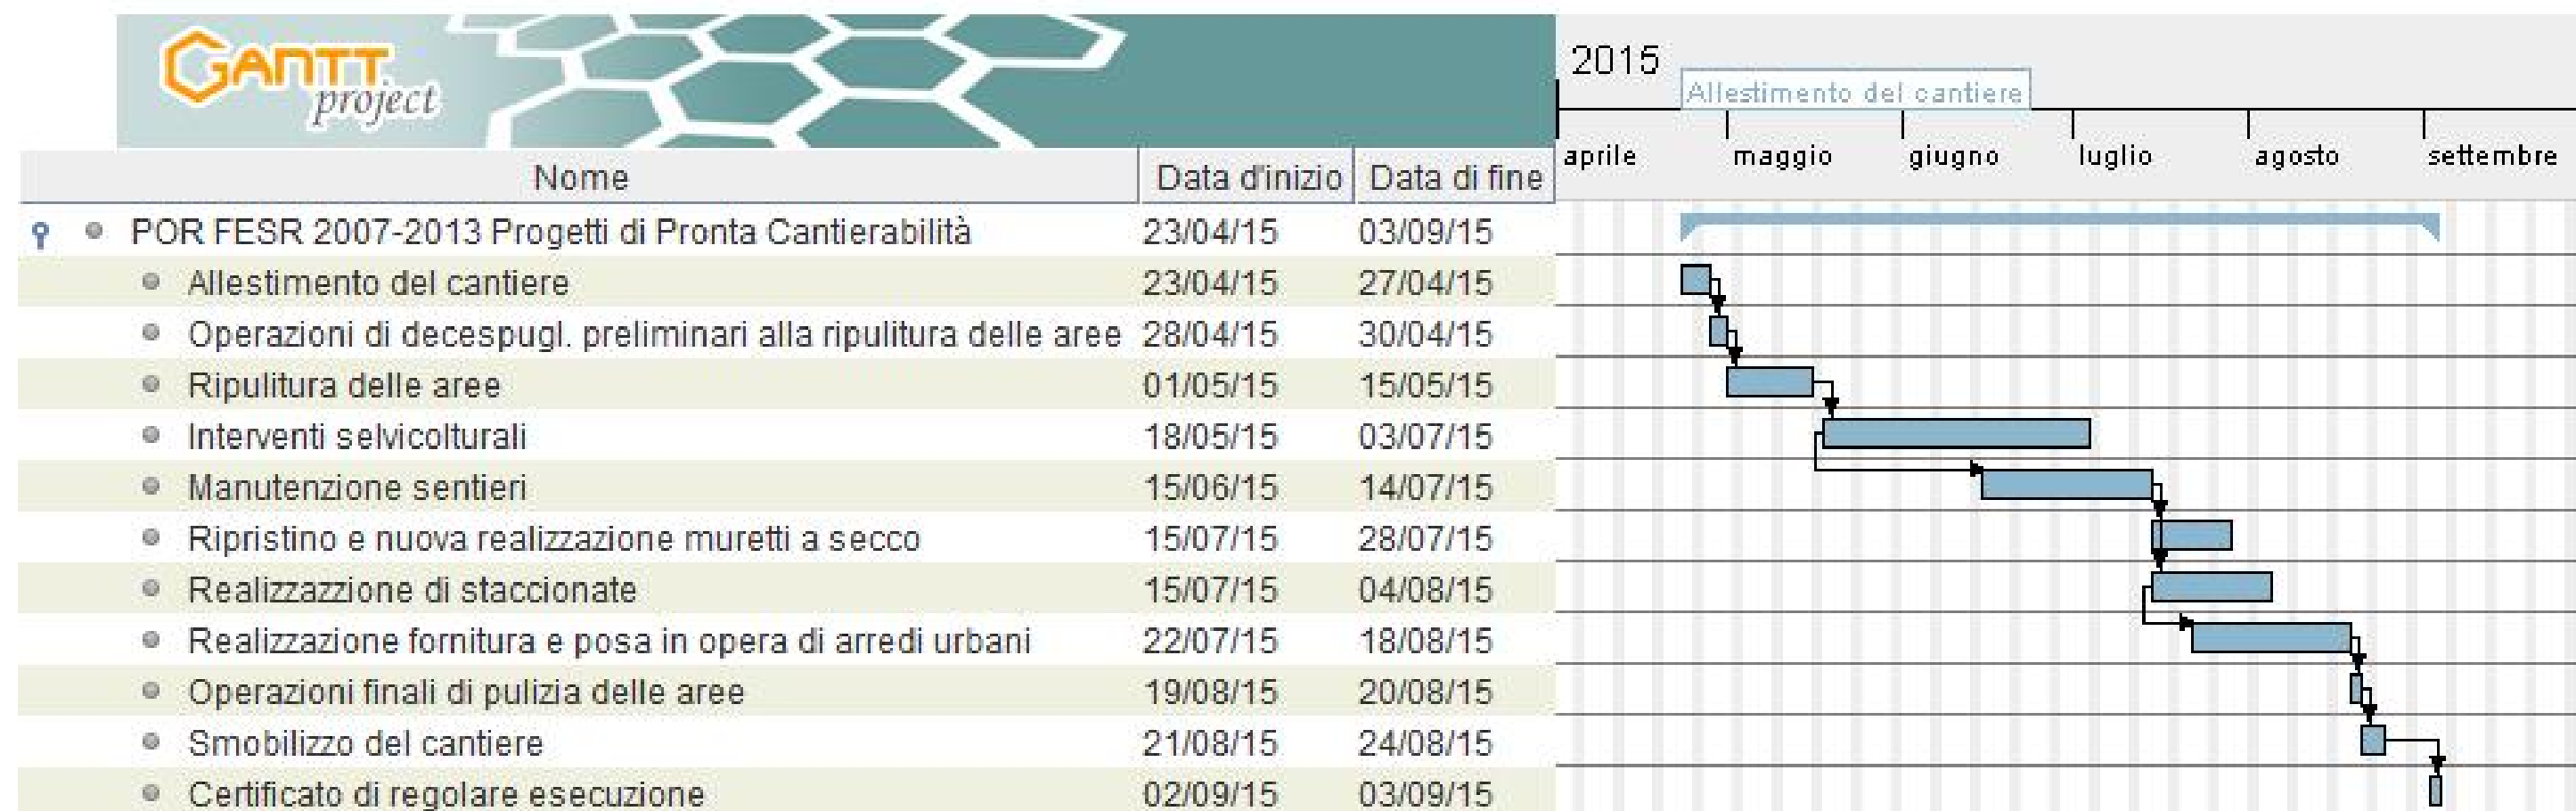 GANTT
project
2015
Allestimento del cantiere
aprile maggio giugno luglio agosto settembre
Nome Data d'inizio Data di fine
POR FESR 2007-2013 Progetti di Pronta Cantierabilità 23/04/15 03/09/15
Allestimento del cantiere 23/04/15 27/04/15
Operazioni di decespugl. preliminari alla ripulitura delle aree 28/04/15 30/04/15
Ripulitura delle aree 01/05/15 15/05/15
Interventi selvicolturali 18/05/15 03/07/15
Manutenzione sentieri 15/06/15 14/07/15
Ripristino e nuova realizzazione muretti a secco 15/07/15 28/07/15
Realizzazzione di staccionate 15/07/15 04/08/15
Realizzazione fornitura e posa in opera di arredi urbani 22/07/15 18/08/15
Operazioni finali di pulizia delle aree 19/08/15 20/08/15
Smobilizzo del cantiere 21/08/15 24/08/15
Certificato di regolare esecuzione 02/09/15 03/09/15